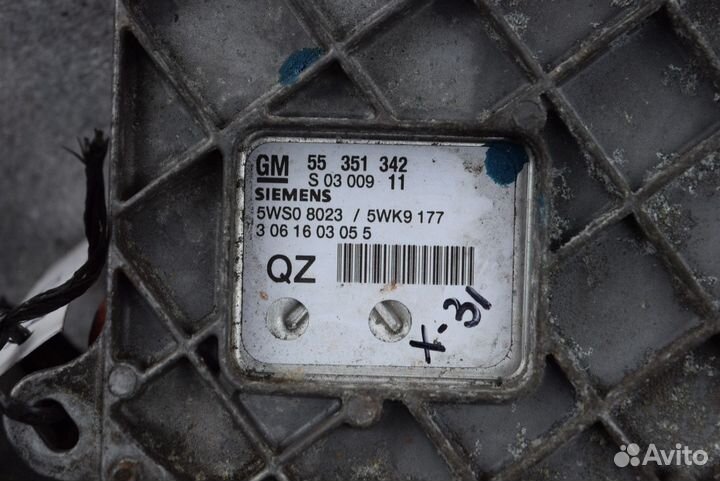 GM 55 351 342
S 03 009 11
SIEMENS
5WS0 8023 / 5WK9 177
3 06 16 03 05 5
QZ
X-31
Avito